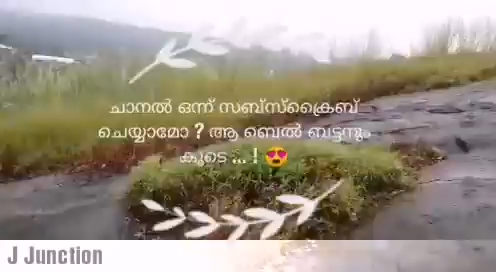 ചാനൽ ഒന്ന് സബ്സ്ക്രൈബ്
ചെയ്യാമോ ? ആ ബെൽ ബട്ടനും
കൂടെ ... ! 😍
J Junction